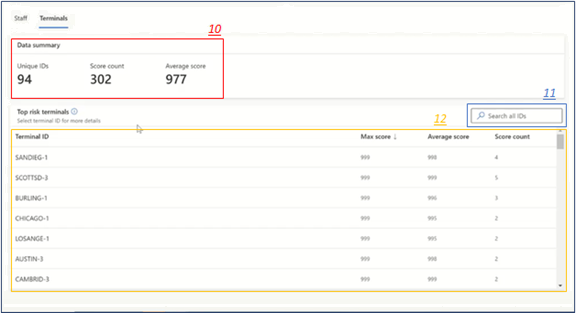 Staff Terminals
10
Data summary
Unique IDs Score count Average score
94 302 977
11
Top risk terminals
Select terminal ID for more details
Search all IDs
12
Terminal ID Max score ↓ Average score Score count
SANDIEG-1 999 998 4
SCOTTSD-3 999 999 5
BURLING-1 999 996 3
CHICAGO-1 999 995 2
LOSANGE-1 999 995 2
AUSTIN-3 999 998 2
CAMBRID-3 999 999 2